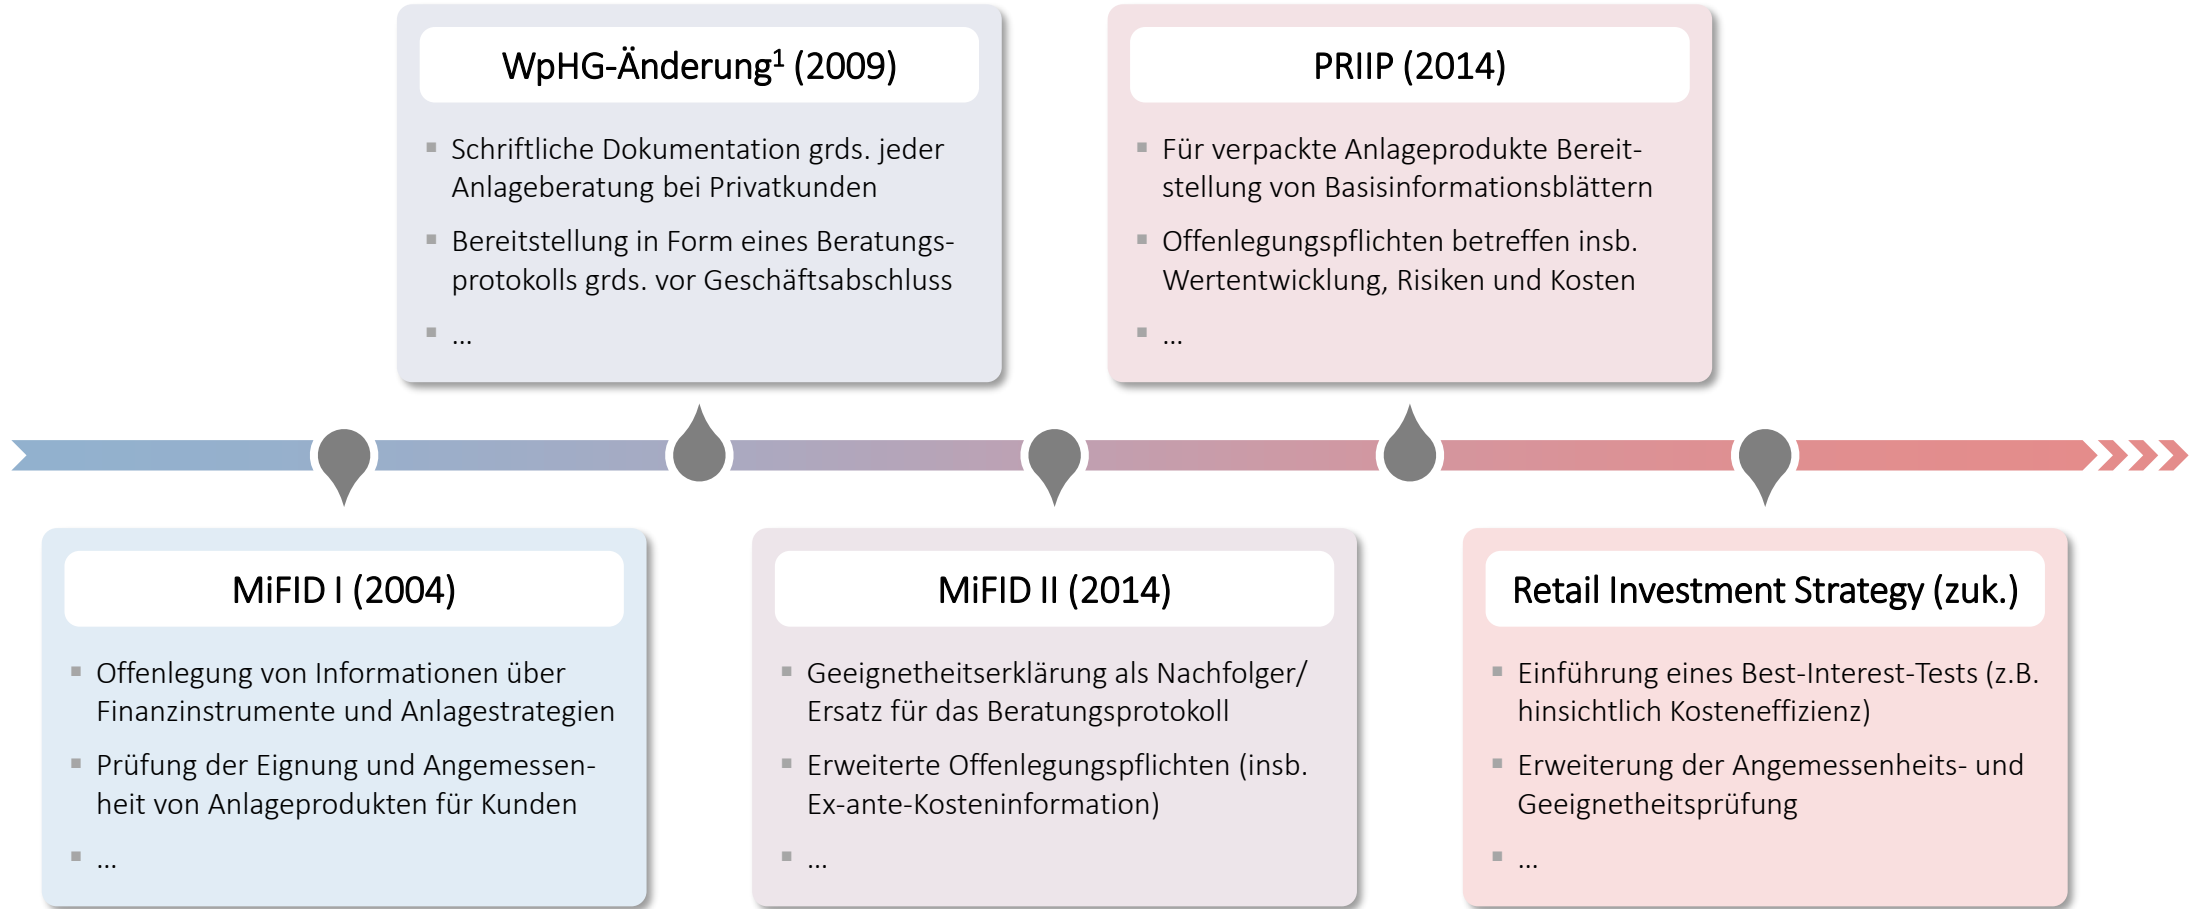 WpHG-Änderung¹ (2009)
▪ Schriftliche Dokumentation grds. jeder
Anlageberatung bei Privatkunden
▪ Bereitstellung in Form eines Beratungs-
protokolls grds. vor Geschäftsabschluss
▪ ...
PRIIP (2014)
▪ Für verpackte Anlageprodukte Bereit-
stellung von Basisinformationsblättern
▪ Offenlegungspflichten betreffen insb.
Wertentwicklung, Risiken und Kosten
▪ ...
MiFID I (2004)
▪ Offenlegung von Informationen über
Finanzinstrumente und Anlagestrategien
▪ Prüfung der Eignung und Angemessen-
heit von Anlageprodukten für Kunden
▪ ...
MiFID II (2014)
▪ Geeignetheitserklärung als Nachfolger/
Ersatz für das Beratungsprotokoll
▪ Erweiterte Offenlegungspflichten (insb.
Ex-ante-Kosteninformation)
▪ ...
Retail Investment Strategy (zuk.)
▪ Einführung eines Best-Interest-Tests (z.B.
hinsichtlich Kosteneffizienz)
▪ Erweiterung der Angemessenheits- und
Geeignetheitsprüfung
▪ ...